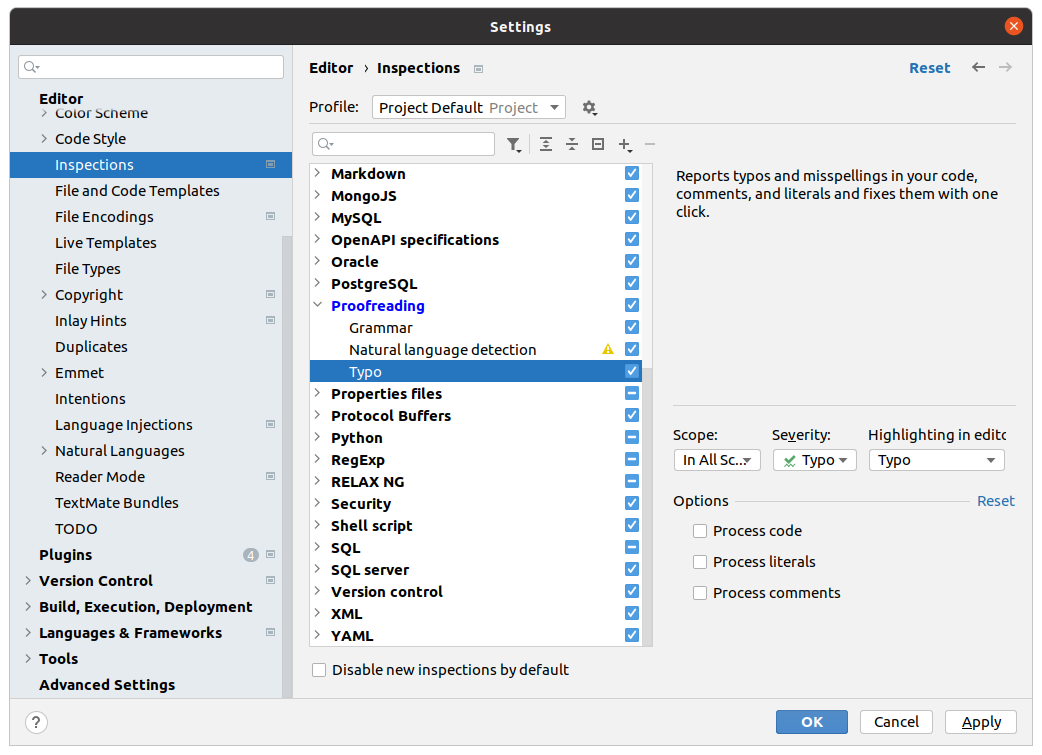 Settings
Editor
Color Scheme
Code Style
Inspections
File and Code Templates
File Encodings
Live Templates
File Types
Copyright
Inlay Hints
Duplicates
Emmet
Intentions
Language Injections
Natural Languages
Reader Mode
TextMate Bundles
TODO
Plugins 4
Version Control
Build, Execution, Deployment
Languages & Frameworks
Tools
Advanced Settings
Editor › Inspections
Reset
Profile: Project Default Project
Markdown
MongoJS
MySQL
OpenAPI specifications
Oracle
PostgreSQL
Proofreading
Grammar
Natural language detection
Typo
Properties files
Protocol Buffers
Python
RegExp
RELAX NG
Security
Shell script
SQL
SQL server
Version control
XML
YAML
Disable new inspections by default
Reports typos and misspellings in your code,
comments, and literals and fixes them with one
click.
Scope: Severity: Highlighting in edito
In All Sc... Typo Typo
Options Reset
Process code
Process literals
Process comments
? OK Cancel Apply